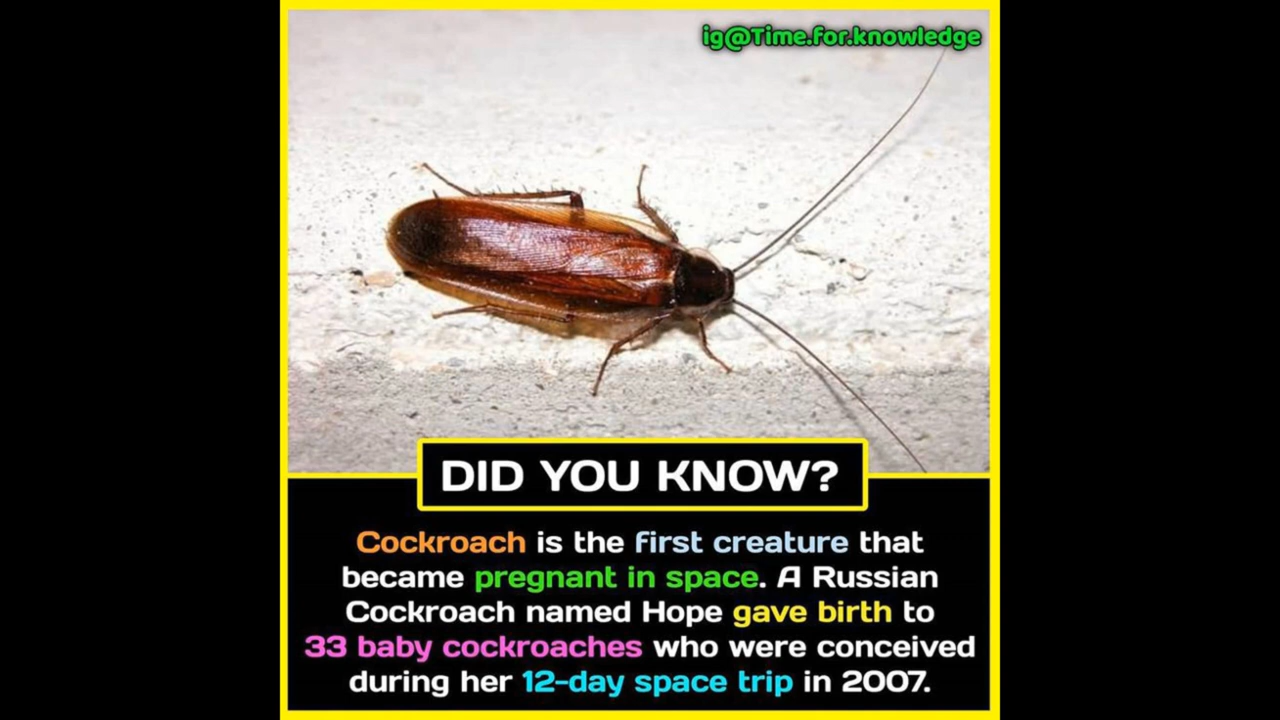 ig@Time.for.knowledge
DID YOU KNOW?
Cockroach is the first creature that
became pregnant in space. A Russian
Cockroach named Hope gave birth to
33 baby cockroaches who were conceived
during her 12-day space trip in 2007.